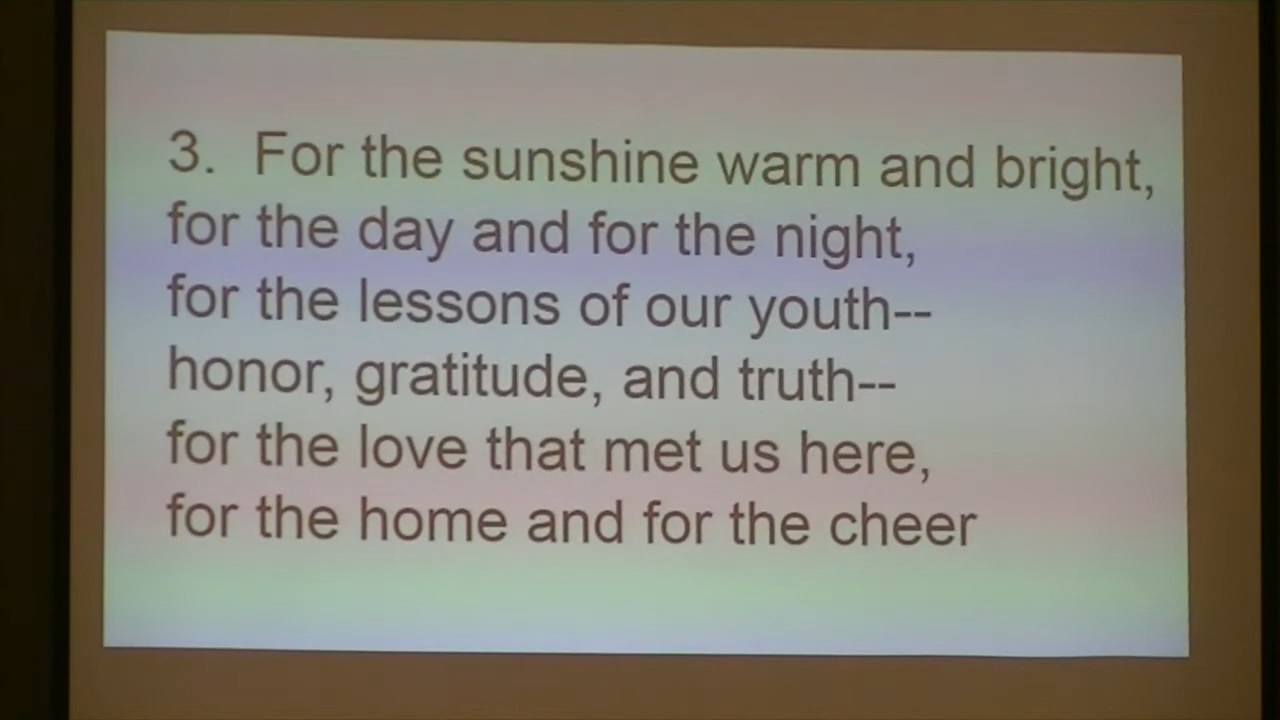 3. For the sunshine warm and bright,
for the day and for the night,
for the lessons of our youth--
honor, gratitude, and truth--
for the love that met us here,
for the home and for the cheer